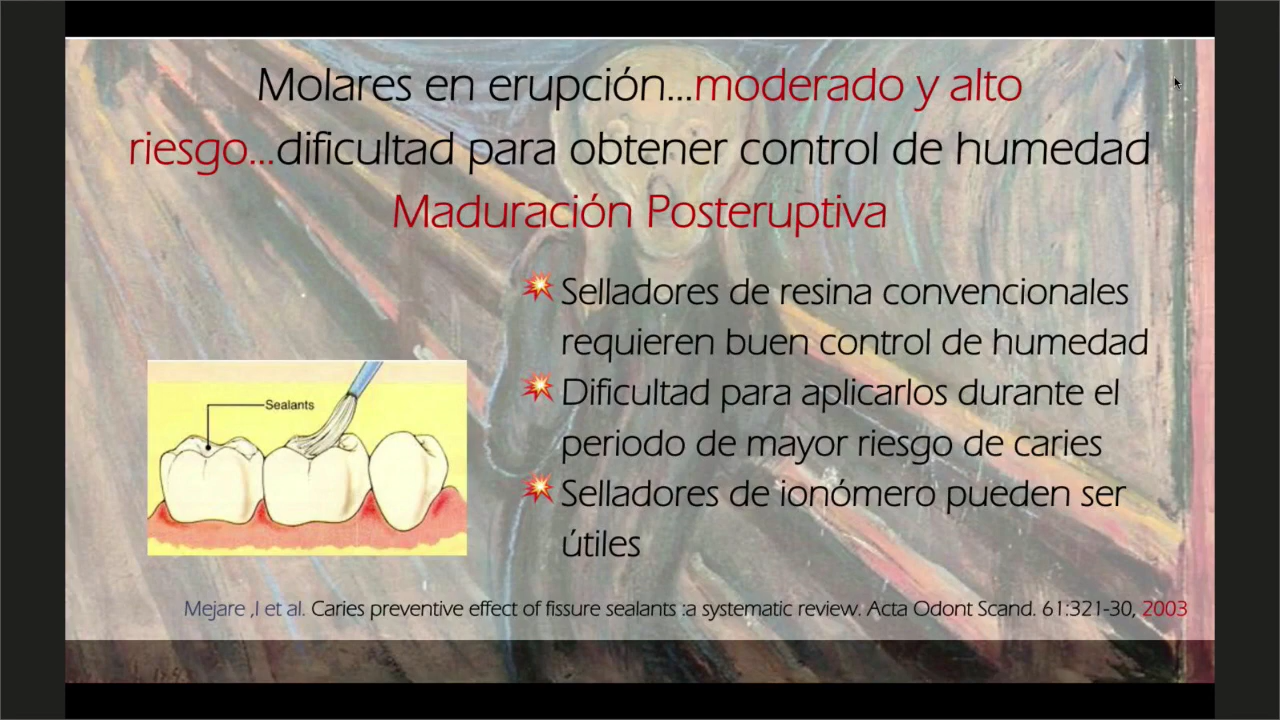 Molares en erupción...moderado y alto
riesgo...dificultad para obtener control de humedad
Maduración Posteruptiva
Selladores de resina convencionales
requieren buen control de humedad
Dificultad para aplicarlos durante el
periodo de mayor riesgo de caries
Selladores de ionómero pueden ser
útiles
Sealants
Mejare ,I et al. Caries preventive effect of fissure sealants :a systematic review. Acta Odont Scand. 61:321-30, 2003